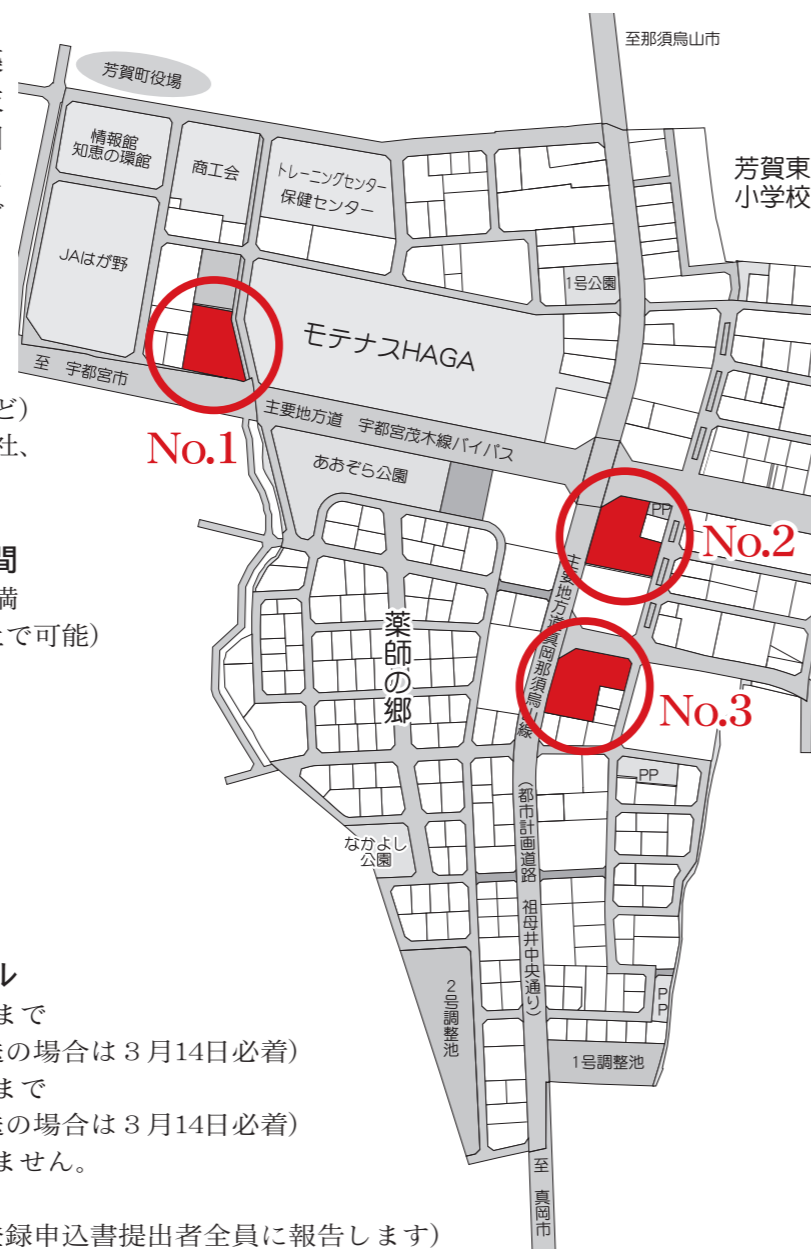 至那須烏山市
芳賀町役場
情報館
知恵の環館
商工会
トレーニングセンター
保健センター
芳賀東
小学校
JAはが野
1号公園
モテナスHAGA
至 宇都宮市
主要地方道 宇都宮茂木線バイパス
ど)
社、
No.1
あおぞら公園
PP
No.2
間
満
で可能)
主要地方道真岡那須烏山線
薬師の郷
No.3
PP
(都市計画道路 祖母井中央通り)
なかよし
公園
ル
まで
の場合は3月14日必着)
まで
の場合は3月14日必着)
ません。
2号調整池
PP
1号調整池
至 真岡市
録申込書提出者全員に報告します)